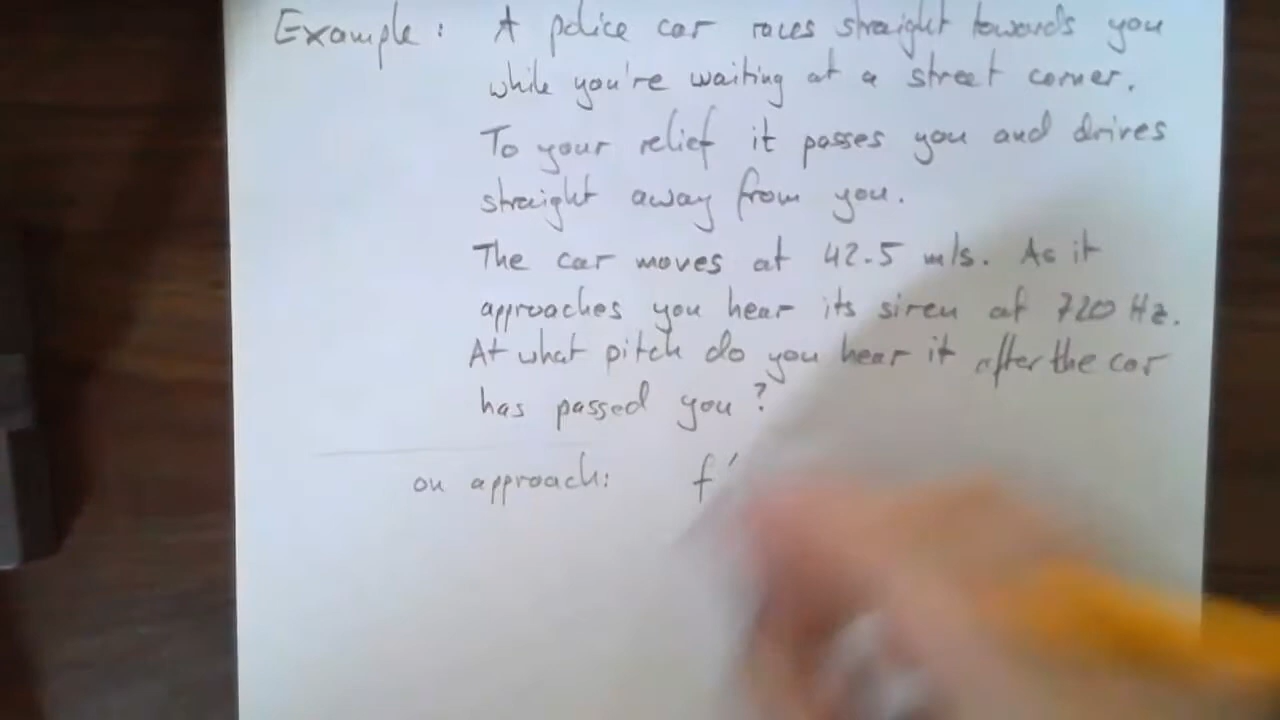 Example: A police car races straight towards you
while you're waiting at a street corner.
To your relief it passes you and drives
straight away from you.
The car moves at 42.5 m/s. As it
approaches you hear its siren at 720 Hz.
At what pitch do you hear it after the car
has passed you?
on approach: f'